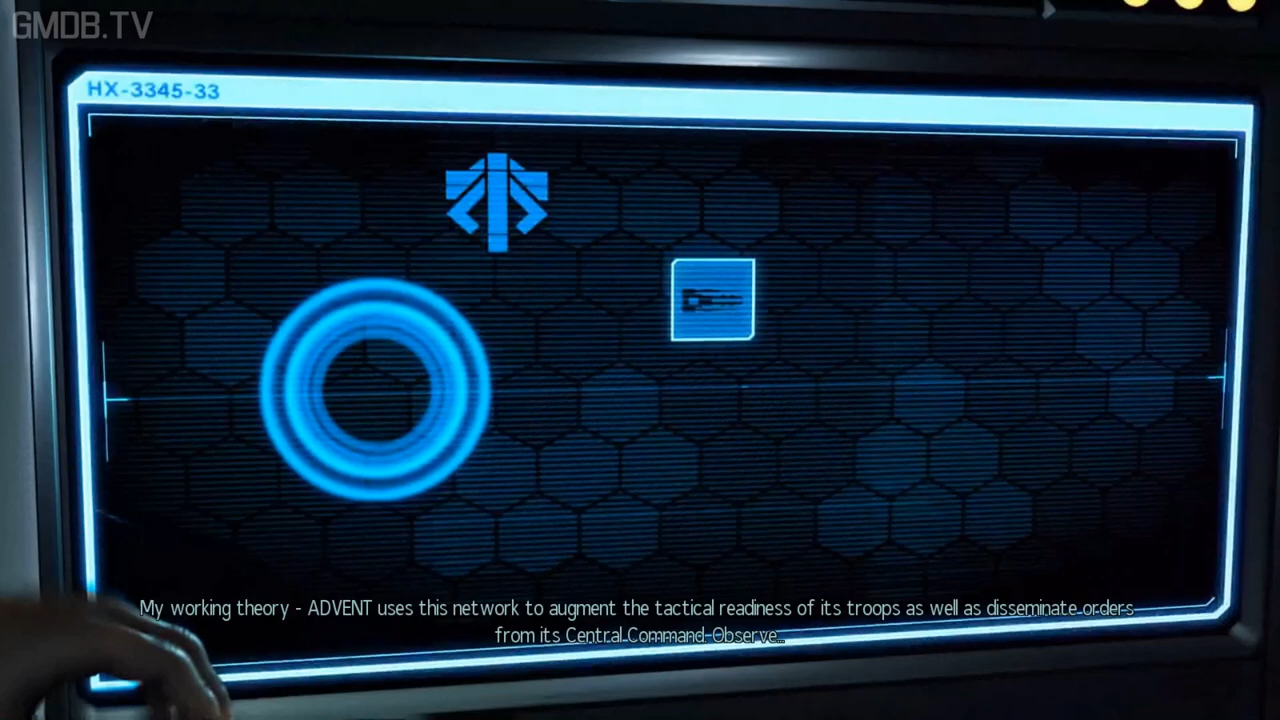 GMDB.TV
HX-3345-33
My working theory - ADVENT uses this network to augment the tactical readiness of its troops as well as disseminate orders
from its Central Command. Observe...